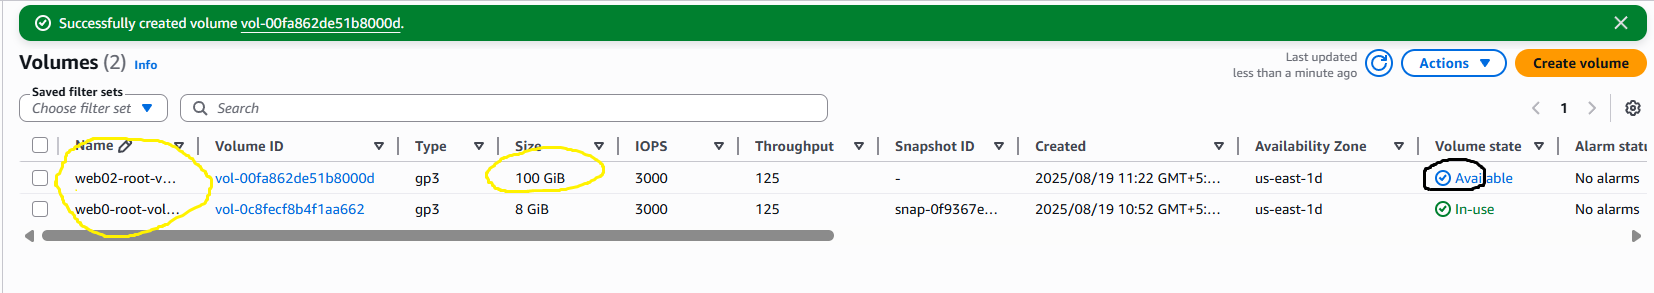 Successfully created volume vol-00fa862de51b8000d.
Volumes (2) Info
Last updated
less than a minute ago
Actions
Create volume
Saved filter sets
Choose filter set
Search
1
Name Volume ID Type Size IOPS Throughput Snapshot ID Created Availability Zone Volume state Alarm statu
web02-root-v... vol-00fa862de51b8000d gp3 100 GiB 3000 125 - 2025/08/19 11:22 GMT+5:... us-east-1d Available No alarms
web0-root-vol... vol-0c8fecf8b4f1aa662 gp3 8 GiB 3000 125 snap-0f9367e... 2025/08/19 10:52 GMT+5:... us-east-1d In-use No alarms